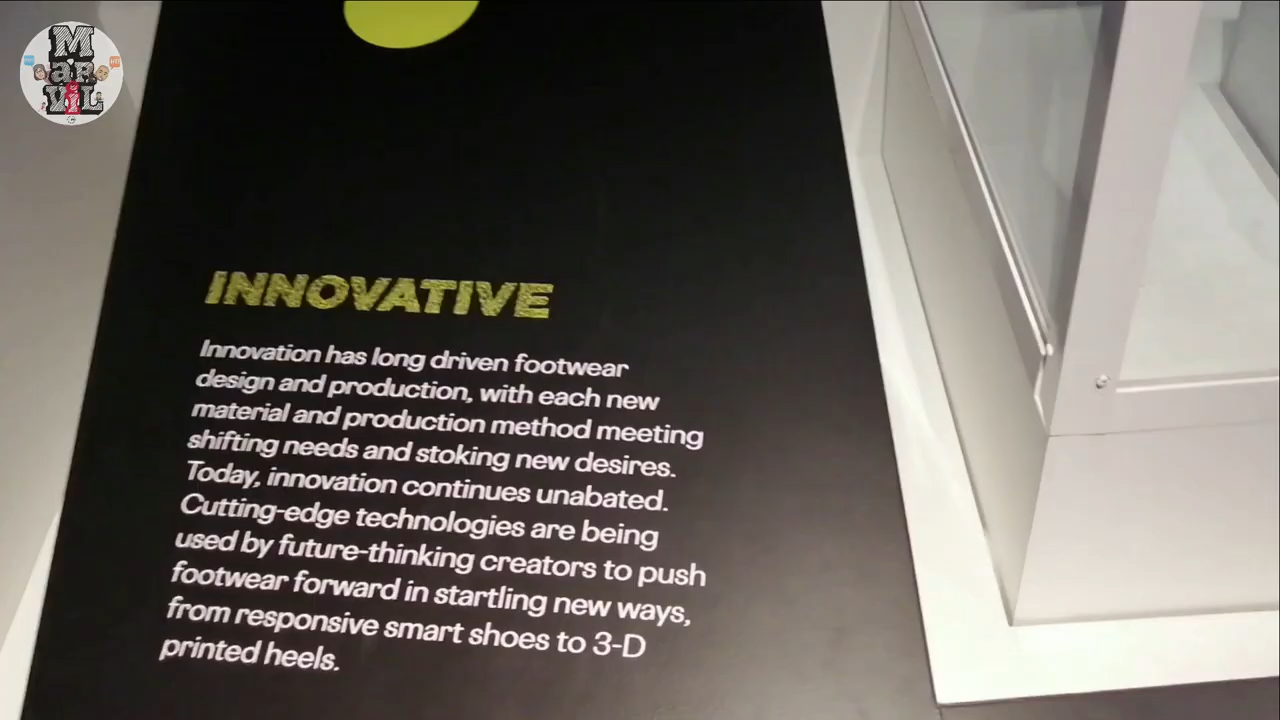 Mar
ViL
INNOVATIVE
Innovation has long driven footwear
design and production, with each new
material and production method meeting
shifting needs and stoking new desires.
Today, innovation continues unabated.
Cutting-edge technologies are being
used by future-thinking creators to push
footwear forward in startling new ways,
from responsive smart shoes to 3-D
printed heels.